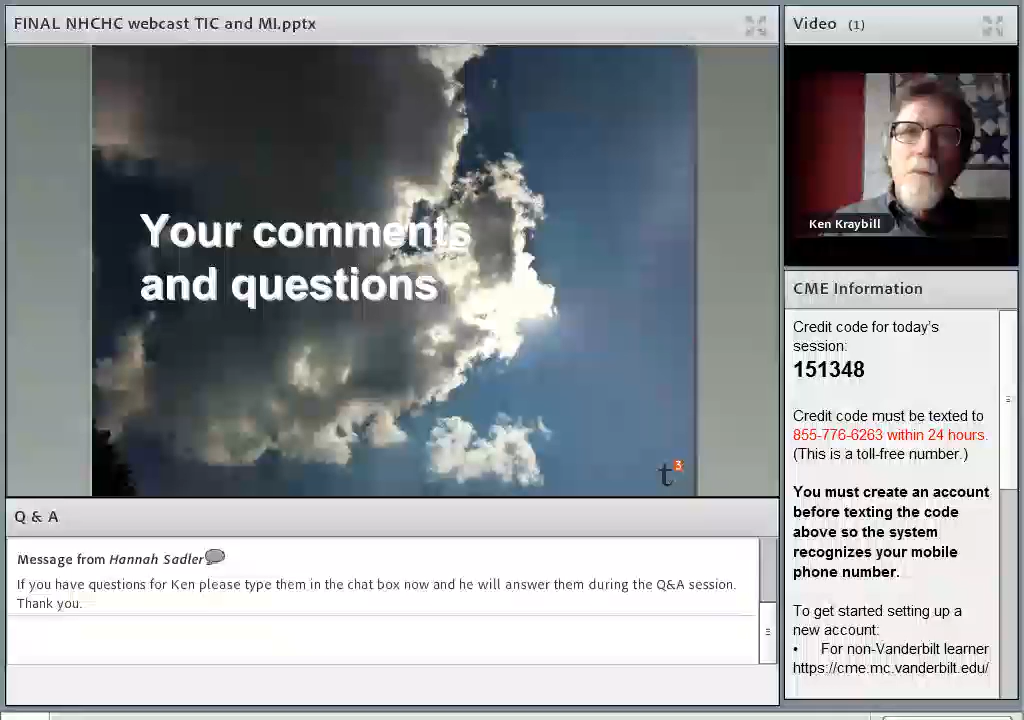 FINAL NHCHC webcast TIC and MI.pptx
Your comments
and questions
t3
Q & A
Message from Hannah Sadler
If you have questions for Ken please type them in the chat box now and he will answer them during the Q&A session.
Thank you.
Video (1)
Ken Kraybill
CME Information
Credit code for today's
session:
151348
Credit code must be texted to
855-776-6263 within 24 hours.
(This is a toll-free number.)
You must create an account
before texting the code
above so the system
recognizes your mobile
phone number.
To get started setting up a
new account:
• For non-Vanderbilt learner
https://cme.mc.vanderbilt.edu/